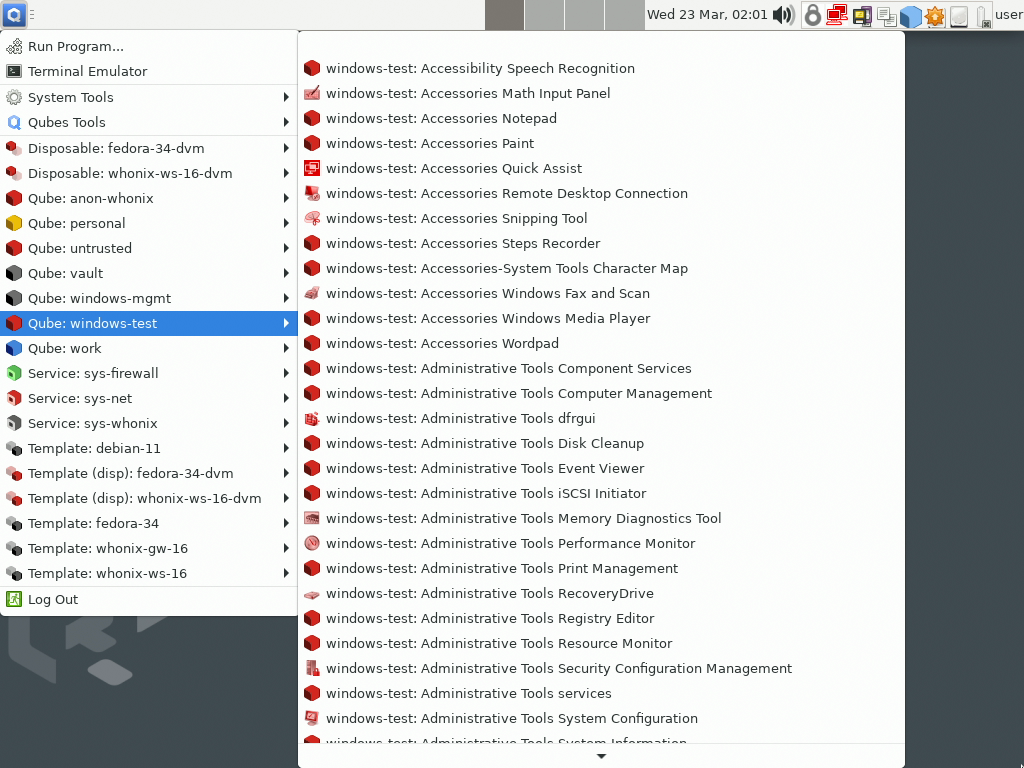 Wed 23 Mar, 02:01
user
Run Program...
Terminal Emulator
System Tools
Qubes Tools
Disposable: fedora-34-dvm
Disposable: whonix-ws-16-dvm
Qube: anon-whonix
Qube: personal
Qube: untrusted
Qube: vault
Qube: windows-mgmt
Qube: windows-test
Qube: work
Service: sys-firewall
Service: sys-net
Service: sys-whonix
Template: debian-11
Template (disp): fedora-34-dvm
Template (disp): whonix-ws-16-dvm
Template: fedora-34
Template: whonix-gw-16
Template: whonix-ws-16
Log Out
windows-test: Accessibility Speech Recognition
windows-test: Accessories Math Input Panel
windows-test: Accessories Notepad
windows-test: Accessories Paint
windows-test: Accessories Quick Assist
windows-test: Accessories Remote Desktop Connection
windows-test: Accessories Snipping Tool
windows-test: Accessories Steps Recorder
windows-test: Accessories-System Tools Character Map
windows-test: Accessories Windows Fax and Scan
windows-test: Accessories Windows Media Player
windows-test: Accessories Wordpad
windows-test: Administrative Tools Component Services
windows-test: Administrative Tools Computer Management
windows-test: Administrative Tools dfrgui
windows-test: Administrative Tools Disk Cleanup
windows-test: Administrative Tools Event Viewer
windows-test: Administrative Tools iSCSI Initiator
windows-test: Administrative Tools Memory Diagnostics Tool
windows-test: Administrative Tools Performance Monitor
windows-test: Administrative Tools Print Management
windows-test: Administrative Tools RecoveryDrive
windows-test: Administrative Tools Registry Editor
windows-test: Administrative Tools Resource Monitor
windows-test: Administrative Tools Security Configuration Management
windows-test: Administrative Tools services
windows-test: Administrative Tools System Configuration
windows-test: Administrative Tools System Information